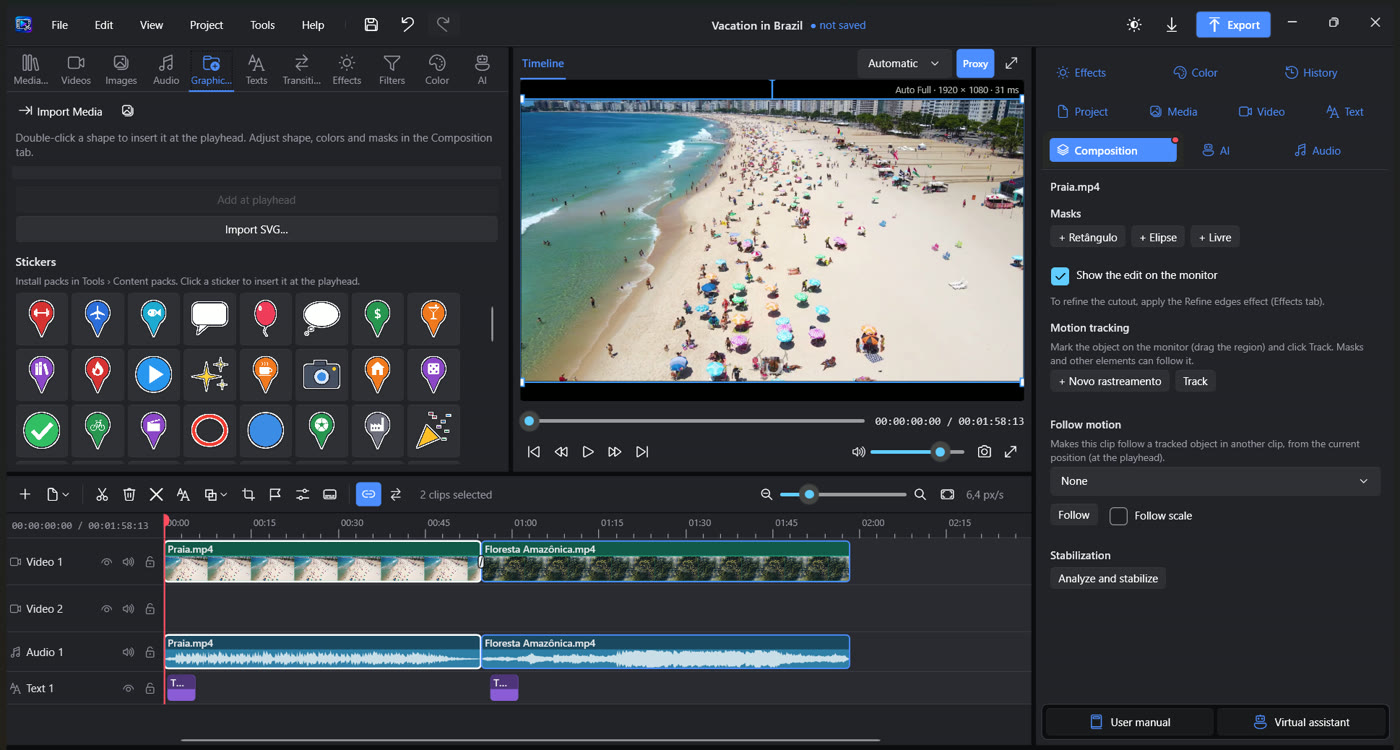 File Edit View Project Tools Help
Vacation in Brazil • not saved
Export
Media... Videos Images Audio Graphic... Texts Transiti... Effects Filters Color AI
Import Media
Double-click a shape to insert it at the playhead. Adjust shape, colors and masks in the Composition
tab.
Add at playhead
Import SVG...
Stickers
Install packs in Tools › Content packs. Click a sticker to insert it at the playhead.
$
Timeline
Automatic
Proxy
Auto Full · 1920 × 1080 · 31 ms
00:00:00:00 / 00:01:58:13
Effects Color History
Project Media Video Text
Composition AI Audio
Praia.mp4
Masks
+ Retângulo + Elipse + Livre
Show the edit on the monitor
To refine the cutout, apply the Refine edges effect (Effects tab).
Motion tracking
Mark the object on the monitor (drag the region) and click Track. Masks
and other elements can follow it.
+ Novo rastreamento Track
Follow motion
Makes this clip follow a tracked object in another clip, from the current
position (at the playhead).
None
Follow Follow scale
Stabilization
Analyze and stabilize
User manual Virtual assistant
2 clips selected
6,4 px/s
00:00:00:00 / 00:01:58:13
00:00 00:15 00:30 00:45 01:00 01:15 01:30 01:45 02:00 02:15
Video 1
Praia.mp4 Floresta Amazônica.mp4
Video 2
Audio 1
Praia.mp4 Floresta Amazônica.mp4
Text 1
T... T...